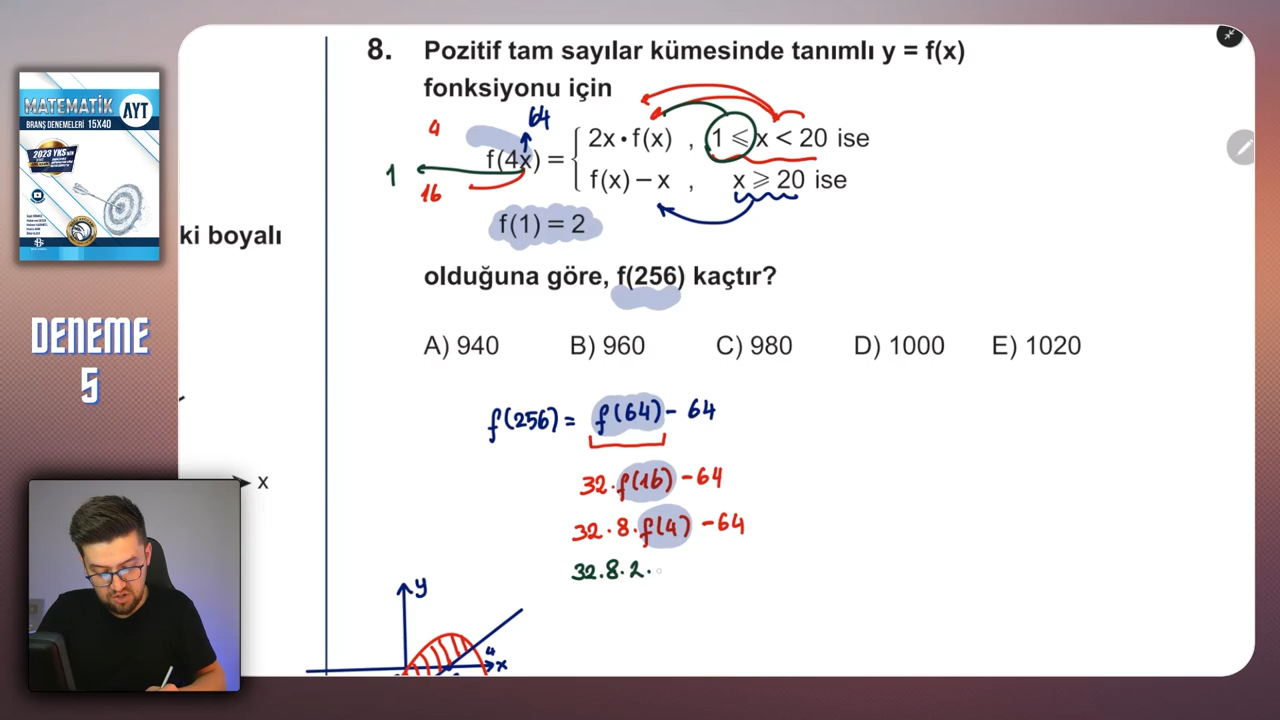 MATEMATİK AYT
BRANŞ DENEMELERİ 15X40
2023 YKS'NİN
DENEME
5
ki boyalı
x
8. Pozitif tam sayılar kümesinde tanımlı y = f(x)
fonksiyonu için
4 64
f(4x) = { 2x • f(x) , 1 ⩽ x < 20 ise
f(x) − x , x ⩾ 20 ise
1
16
f(1) = 2
olduğuna göre, f(256) kaçtır?
A) 940 B) 960 C) 980 D) 1000 E) 1020
f(256) = f(64) - 64
32 · f(16) - 64
32 · 8 · f(4) - 64
32 . 8 . 2 .
y
4
x